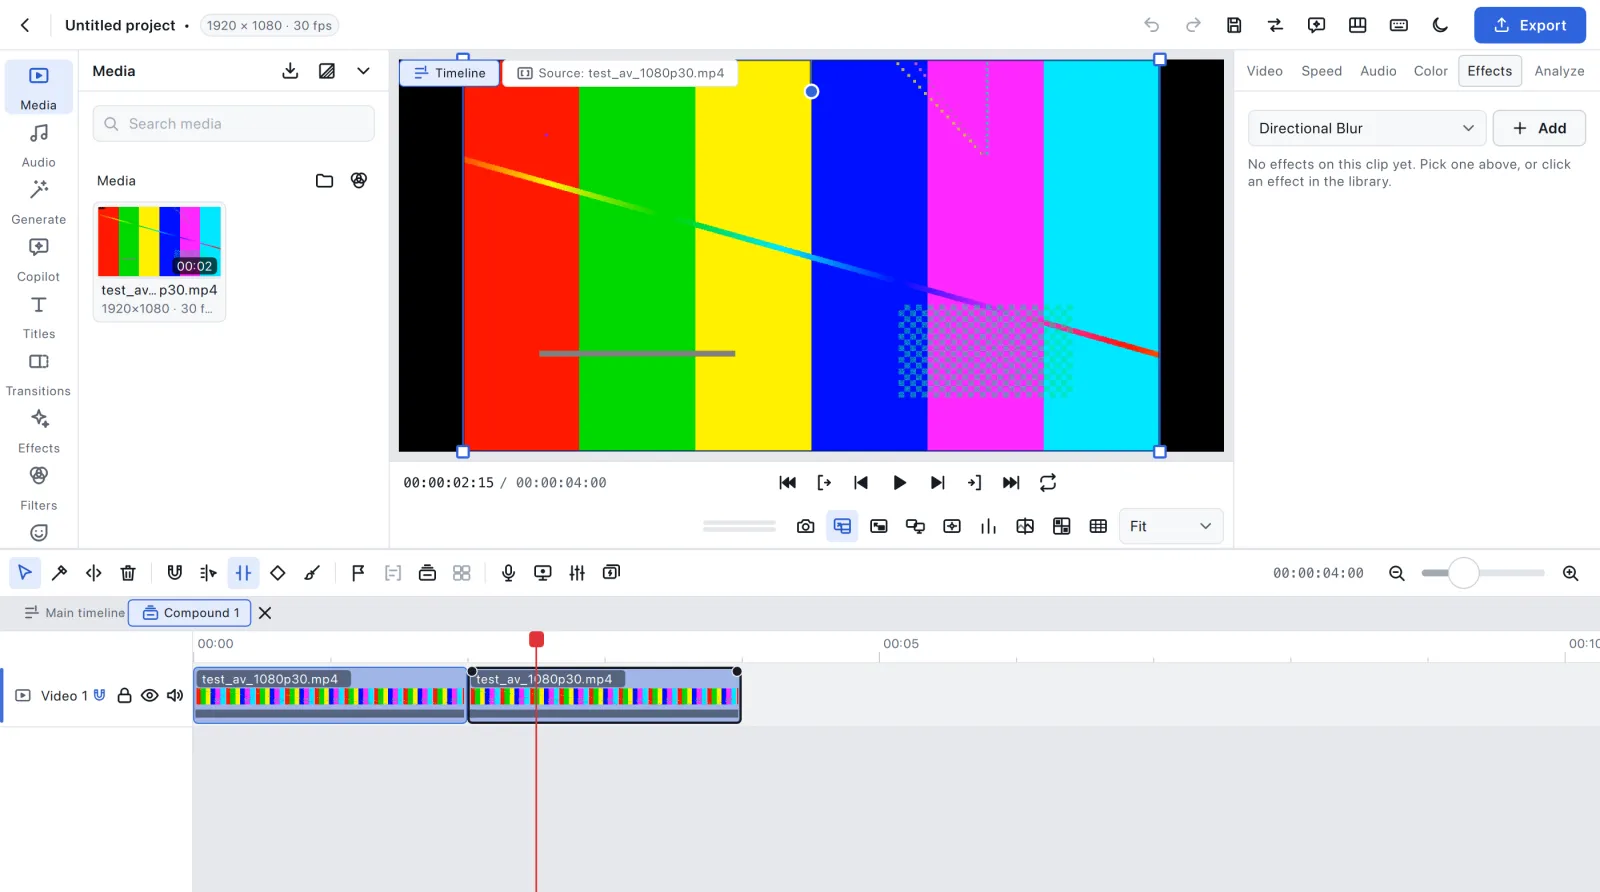 Untitled project •
1920 × 1080 · 30 fps
Export
Media
Audio
Generate
Copilot
Titles
Transitions
Effects
Filters
Media
Search media
Media
00:02
test_av... p30.mp4
1920×1080 · 30 f...
Timeline
Source: test_av_1080p30.mp4
00:00:02:15 / 00:00:04:00
Fit
Video
Speed
Audio
Color
Effects
Analyze
Directional Blur
Add
No effects on this clip yet. Pick one above, or click
an effect in the library.
00:00:04:00
Main timeline
Compound 1
00:00
00:05
00:10
Video 1
test_av_1080p30.mp4
test_av_1080p30.mp4